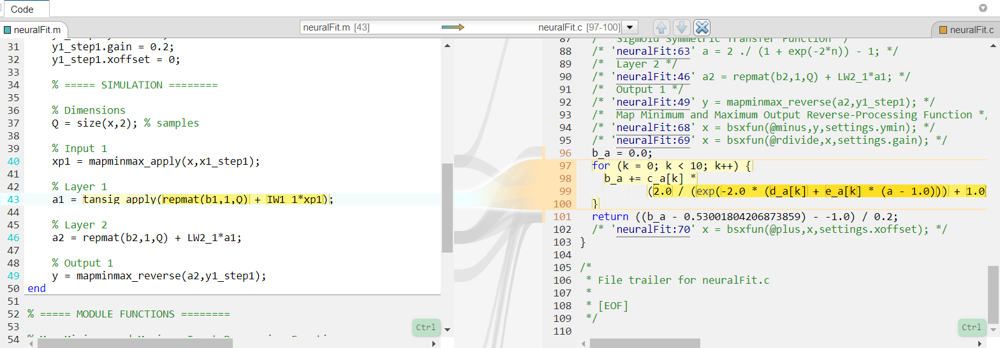 Code
neuralFit.m
neuralFit.m [43]
neuralFit.c [97-100]
neuralFit.c
31 y1_step1.gain = 0.2;
32 y1_step1.xoffset = 0;
33
34 % ===== SIMULATION ========
35
36 % Dimensions
37 Q = size(x,2); % samples
38
39 % Input 1
40 xp1 = mapminmax_apply(x,x1_step1);
41
42 % Layer 1
43 a1 = tansig_apply(repmat(b1,1,Q) + IW1_1*xp1);
44
45 % Layer 2
46 a2 = repmat(b2,1,Q) + LW2_1*a1;
47
48 % Output 1
49 y = mapminmax_reverse(a2,y1_step1);
50 end
51
52 % ===== MODULE FUNCTIONS ========
53
54
Ctrl
87 /* Sigmoid Symmetric Transfer Function */
88 /* 'neuralFit:63' a = 2 ./ (1 + exp(-2*n)) - 1; */
89 /* Layer 2 */
90 /* 'neuralFit:46' a2 = repmat(b2,1,Q) + LW2_1*a1; */
91 /* Output 1 */
92 /* 'neuralFit:49' y = mapminmax_reverse(a2,y1_step1); */
93 /* Map Minimum and Maximum Output Reverse-Processing Function */
94 /* 'neuralFit:68' x = bsxfun(@minus,y,settings.ymin); */
95 /* 'neuralFit:69' x = bsxfun(@rdivide,x,settings.gain); */
96 b_a = 0.0;
97 for (k = 0; k < 10; k++) {
98 b_a += c_a[k] *
99 (2.0 / (exp(-2.0 * (d_a[k] + e_a[k] * (a - 1.0))) + 1.0
100 }
101 return ((b_a - 0.53001804206873859) - -1.0) / 0.2;
102 /* 'neuralFit:70' x = bsxfun(@plus,x,settings.xoffset); */
103 }
104
105 /*
106 * File trailer for neuralFit.c
107 *
108 * [EOF]
109 */
110
Ctrl